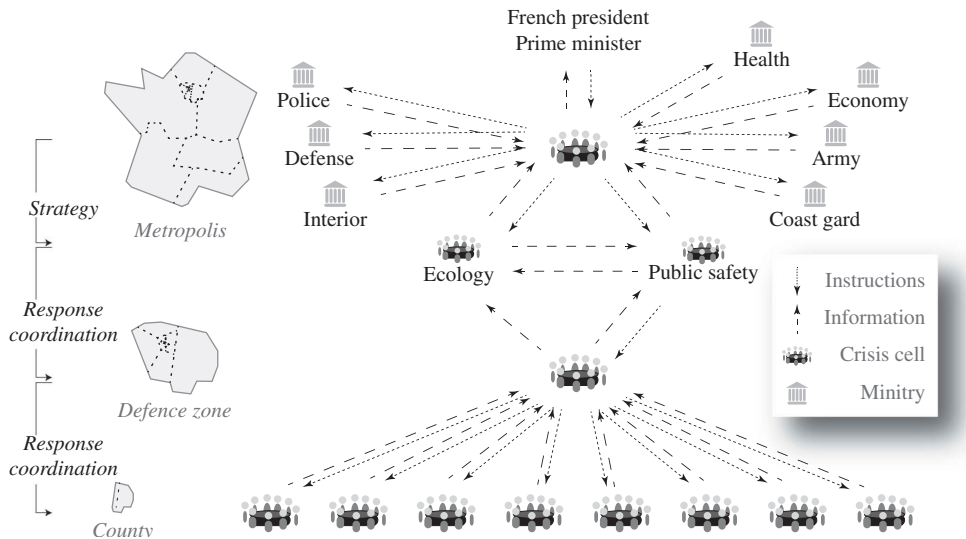 French president
Prime minister
Health
Police
Economy
Defense
Army
Interior
Coast gard
Strategy
Metropolis
Ecology
Public safety
Instructions
Information
Crisis cell
Minitry
Response
coordination
Defence zone
Response
coordination
County